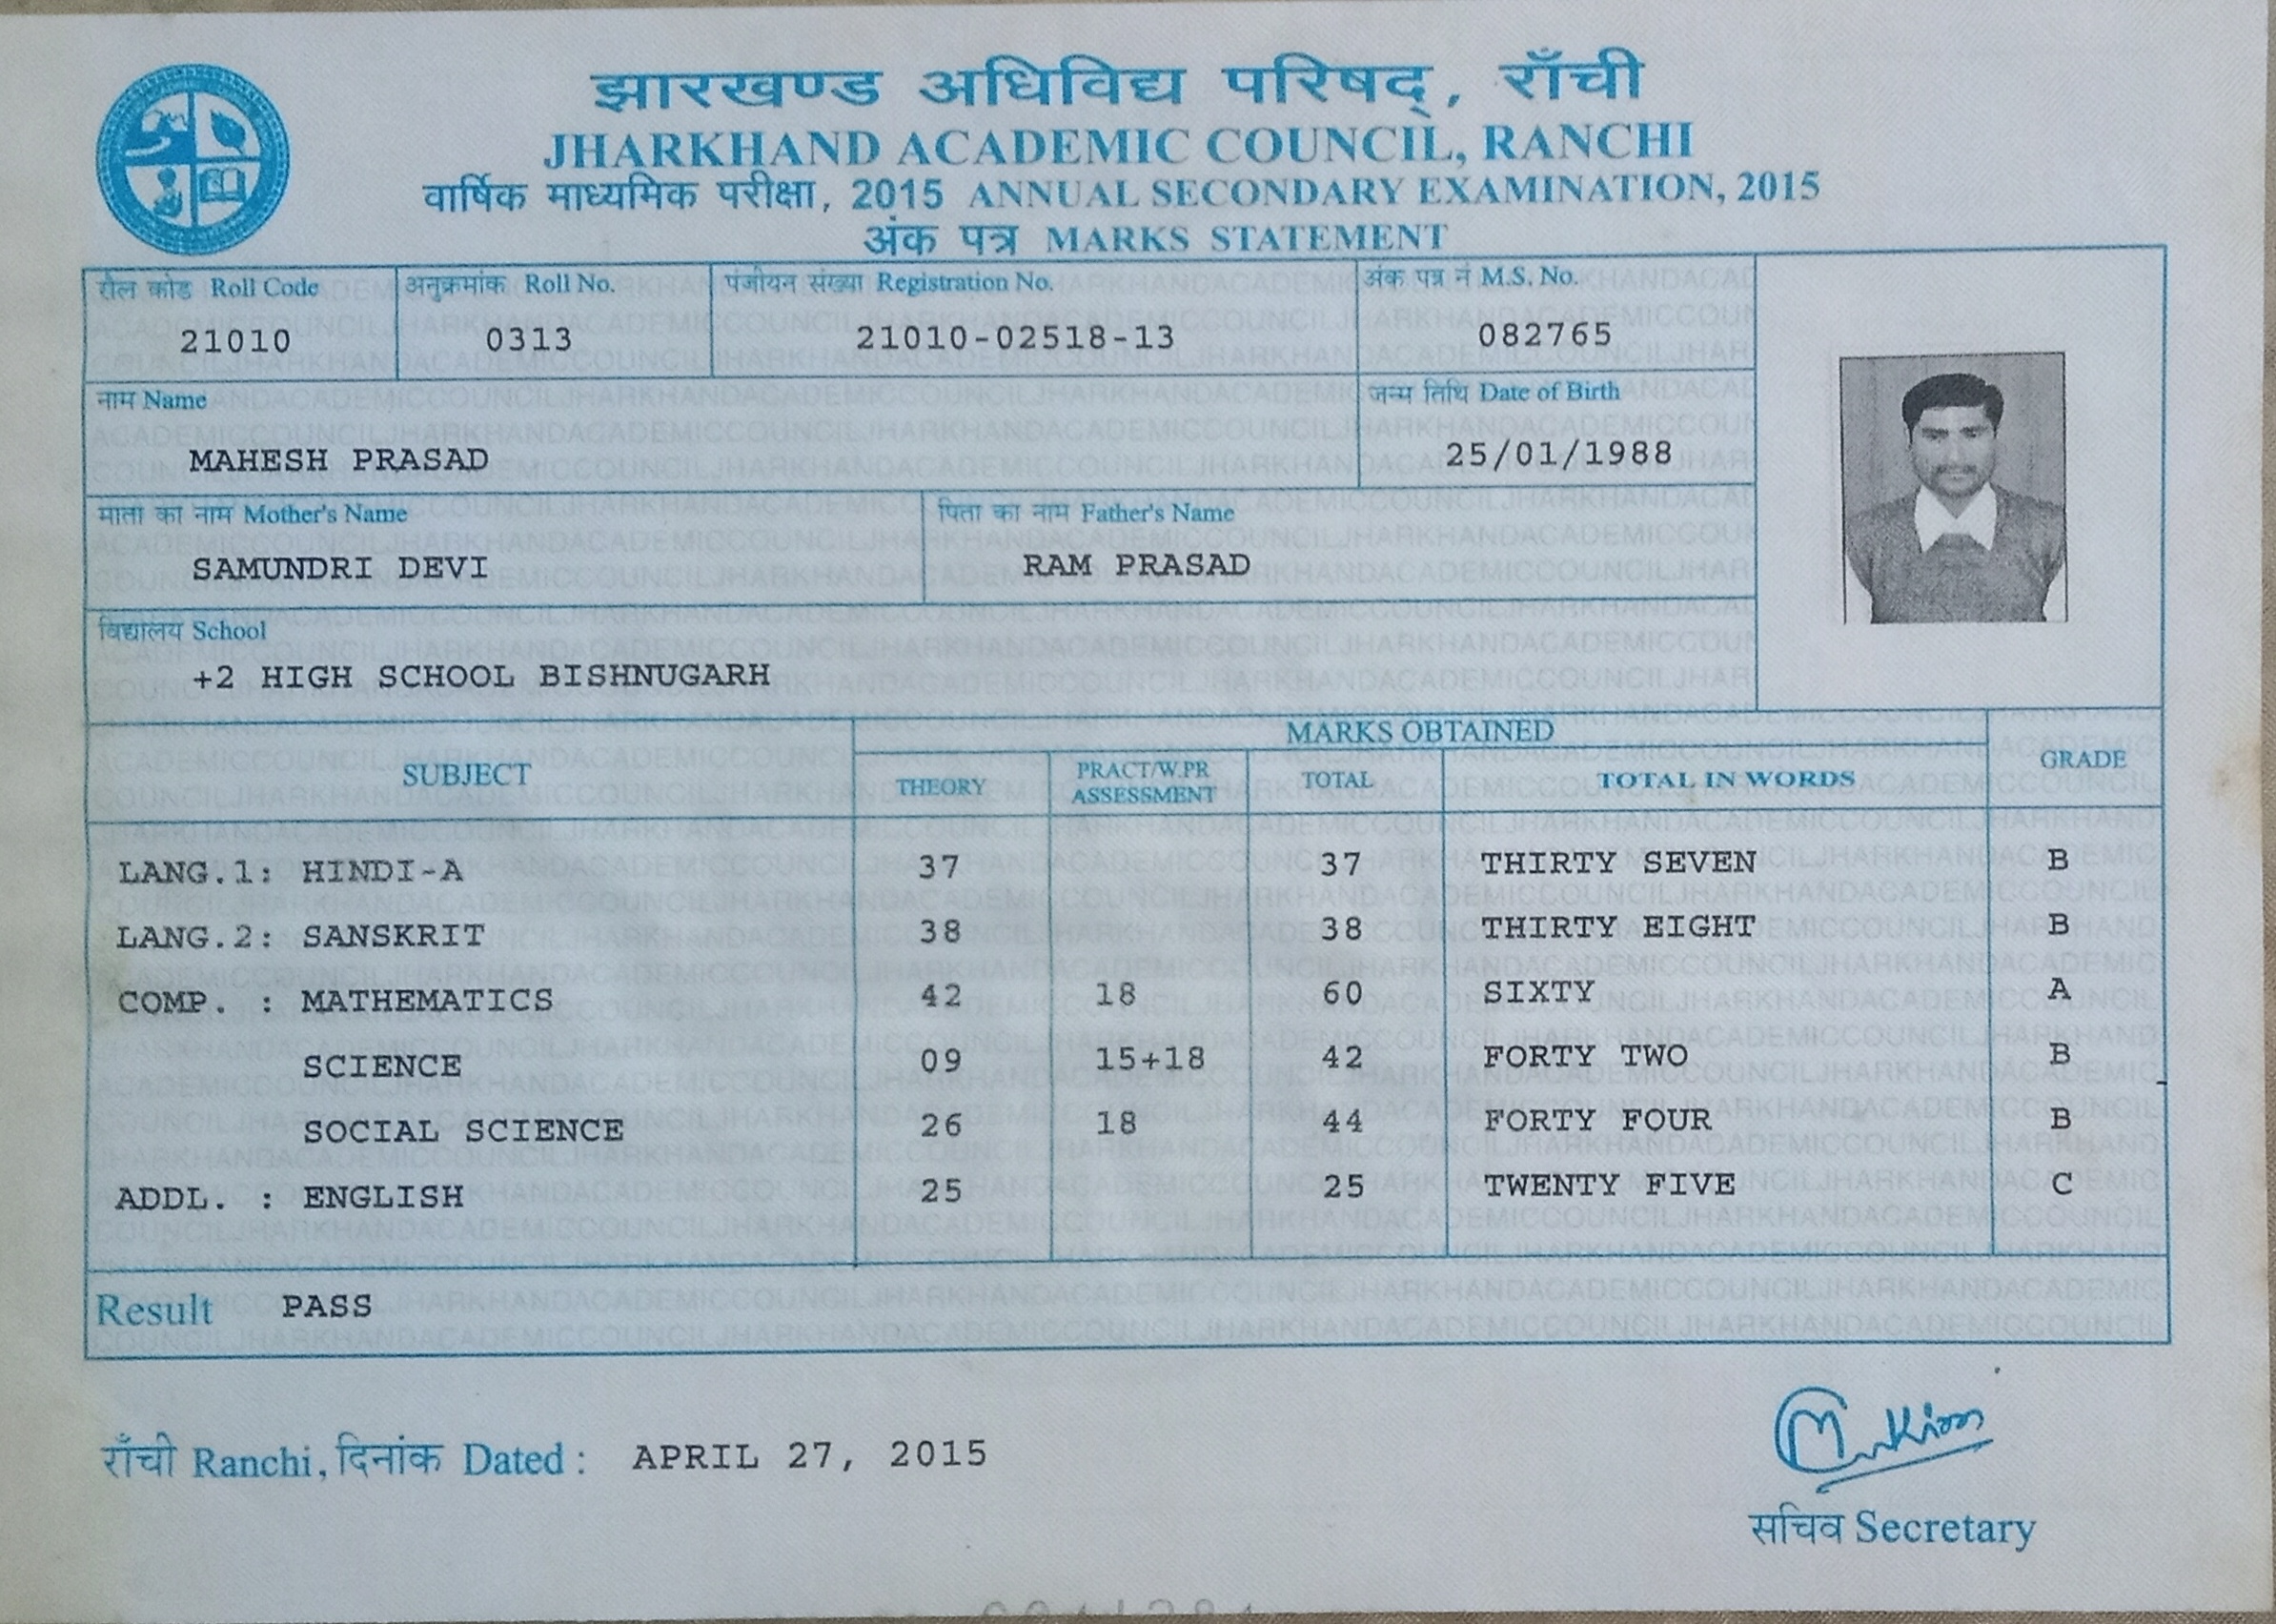 झारखण्ड अधिविद्य परिषद्, राँची
JHARKHAND ACADEMIC COUNCIL, RANCHI
वार्षिक माध्यमिक परीक्षा, 2015 ANNUAL SECONDARY EXAMINATION, 2015
अंक पत्र MARKS STATEMENT
रौल कोड Roll Code अनुक्रमांक Roll No. पंजीयन संख्या Registration No. अंक पत्र नं M.S. No.
21010 0313 21010-02518-13 082765
नाम Name जन्म तिथि Date of Birth
MAHESH PRASAD 25/01/1988
माता का नाम Mother's Name पिता का नाम Father's Name
SAMUNDRI DEVI RAM PRASAD
विद्यालय School
+2 HIGH SCHOOL BISHNUGARH
MARKS OBTAINED
SUBJECT THEORY PRACT/W.PR ASSESSMENT TOTAL TOTAL IN WORDS GRADE
LANG.1: HINDI-A 37 37 THIRTY SEVEN B
LANG.2: SANSKRIT 38 38 THIRTY EIGHT B
COMP. : MATHEMATICS 42 18 60 SIXTY A
SCIENCE 09 15+18 42 FORTY TWO B
SOCIAL SCIENCE 26 18 44 FORTY FOUR B
ADDL. : ENGLISH 25 25 TWENTY FIVE C
Result PASS
राँची Ranchi, दिनांक Dated : APRIL 27, 2015
सचिव Secretary